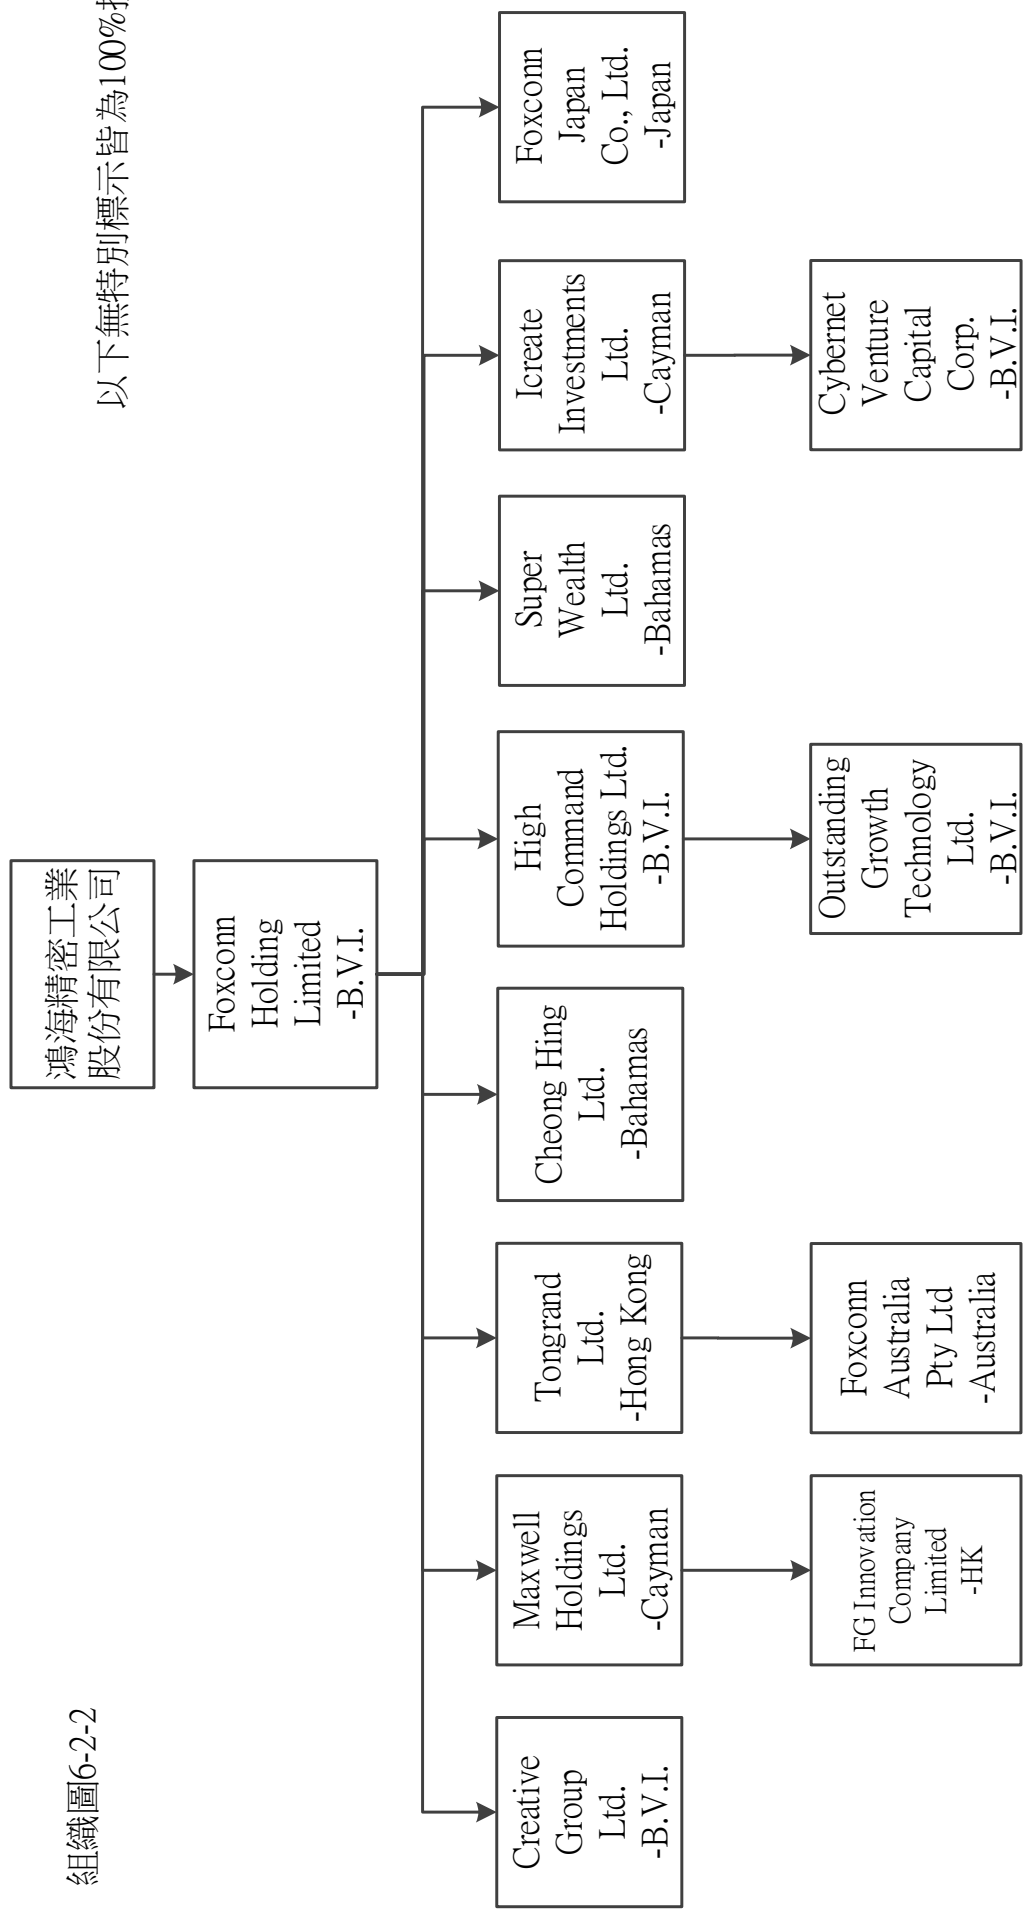 組織圖6-2-2
以下無特別標示皆為100%
鴻海精密工業
股份有限公司
Foxconn
Holding
Limited
-B.V.I.
Creative
Group
Ltd.
-B.V.I.
Maxwell
Holdings
Ltd.
-Cayman
Tongrand
Ltd.
-Hong Kong
Cheong Hing
Ltd.
-Bahamas
High
Command
Holdings Ltd.
-B.V.I.
Super
Wealth
Ltd.
-Bahamas
Icreate
Investments
Ltd.
-Cayman
Foxconn
Japan
Co., Ltd.
-Japan
FG Innovation
Company
Limited
-HK
Foxconn
Australia
Pty Ltd
-Australia
Outstanding
Growth
Technology
Ltd.
-B.V.I.
Cybernet
Venture
Capital
Corp.
-B.V.I.